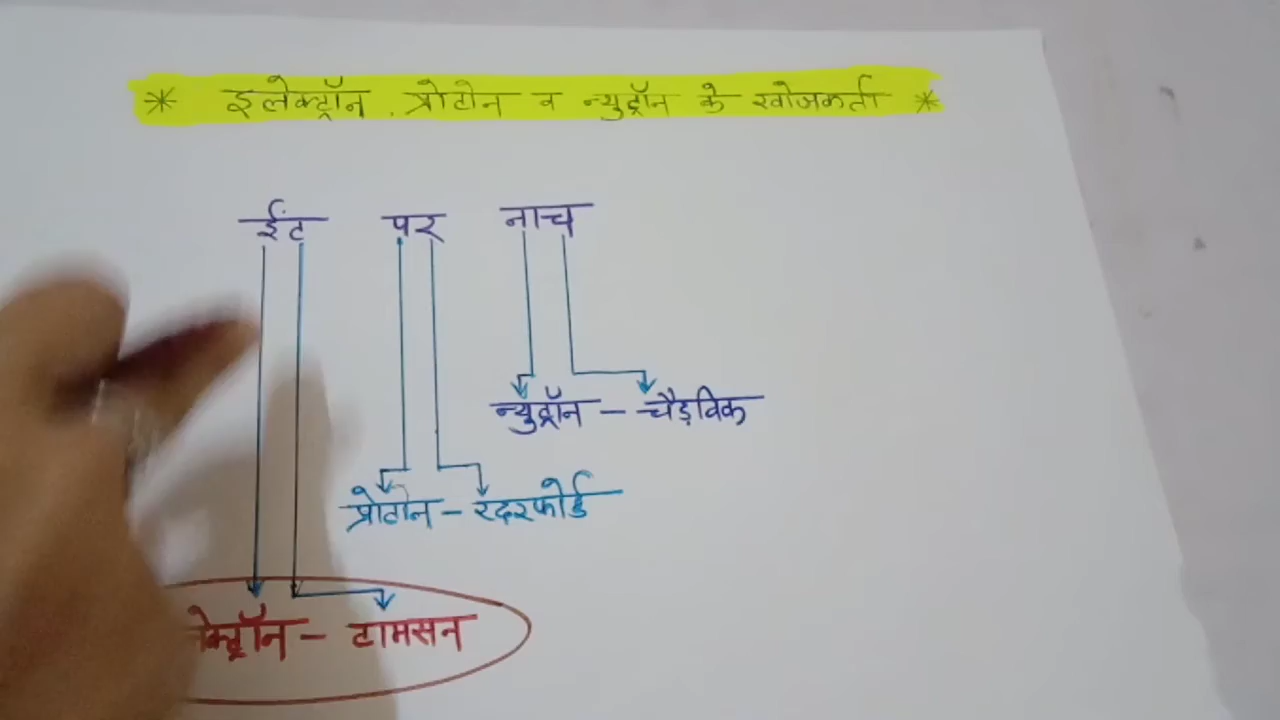 * इलेक्ट्रॉन, प्रोटोन व न्युट्रॉन के खोजकर्ता *
ईंट पर नाच
न्युट्रॉन – चैड़विक
प्रोटोन – रदरफोर्ड
टामसन